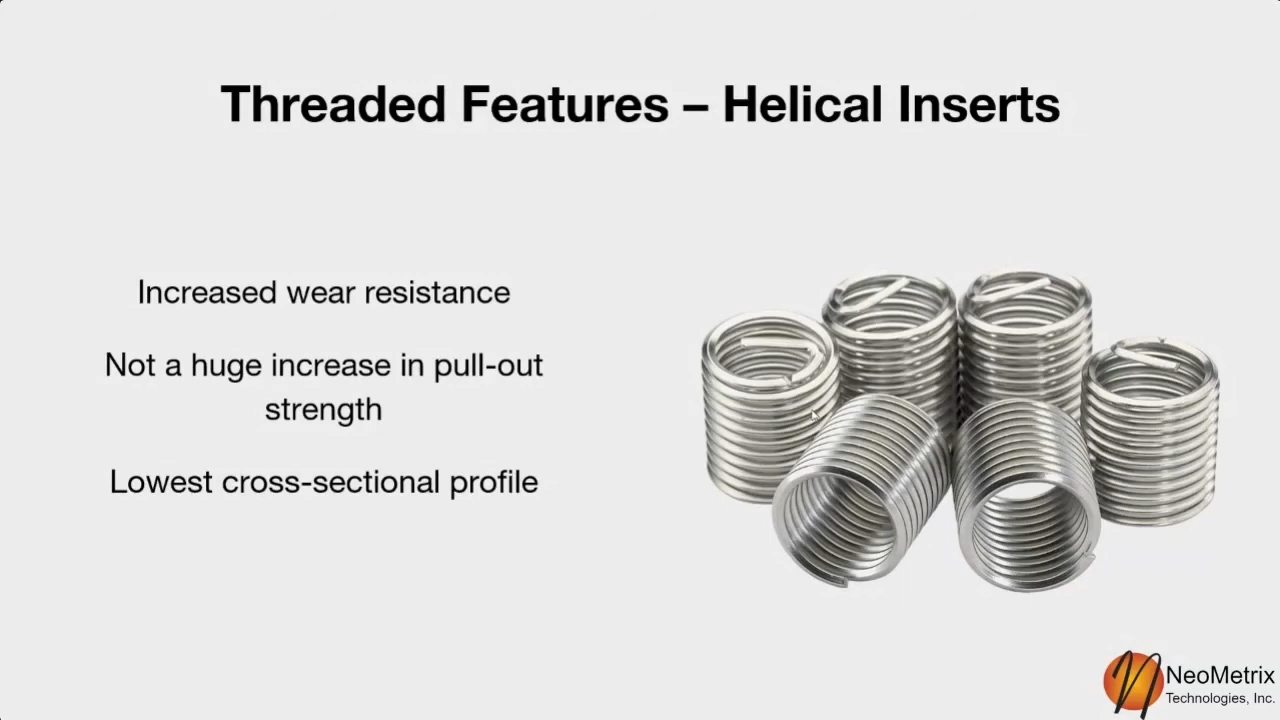 Threaded Features – Helical Inserts
Increased wear resistance
Not a huge increase in pull-out
strength
Lowest cross-sectional profile
NeoMetrix
Technologies, Inc.